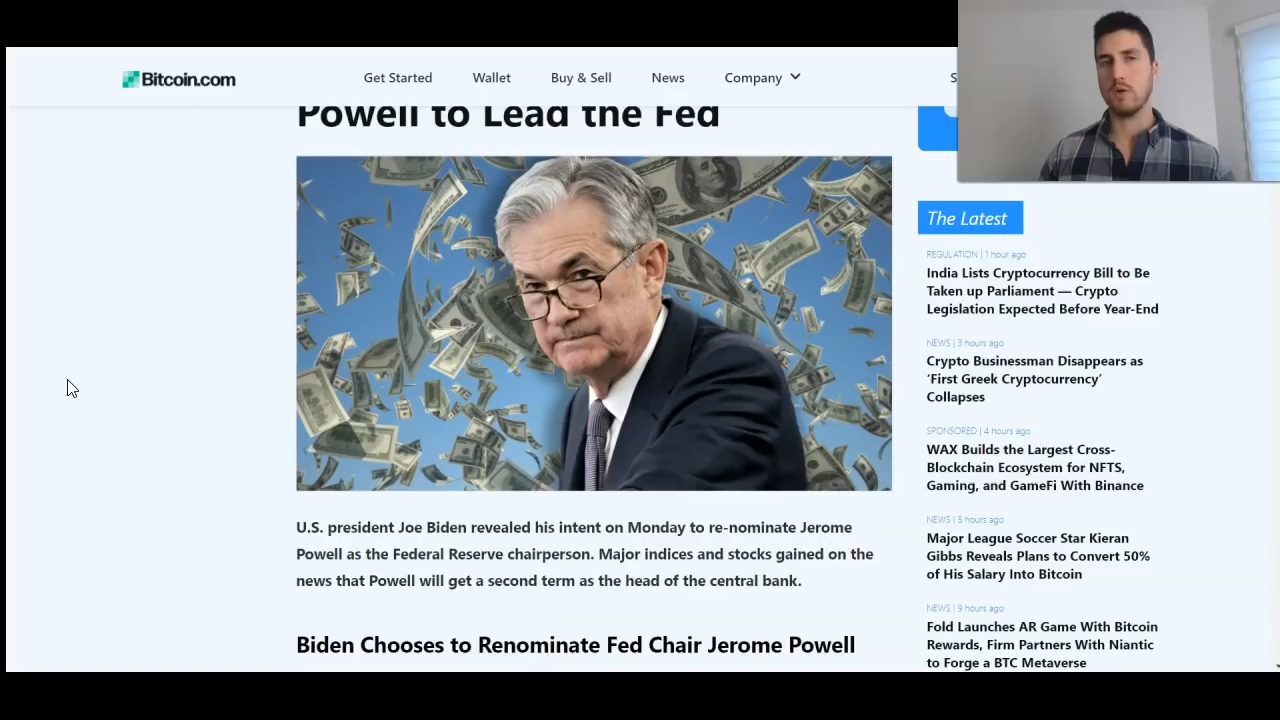 Bitcoin.com
Get Started
Wallet
Buy & Sell
News
Company
S
Powell to Lead the Fed
U.S. president Joe Biden revealed his intent on Monday to re-nominate Jerome
Powell as the Federal Reserve chairperson. Major indices and stocks gained on the
news that Powell will get a second term as the head of the central bank.
Biden Chooses to Renominate Fed Chair Jerome Powell
The Latest
REGULATION | 1 hour ago
India Lists Cryptocurrency Bill to Be
Taken up Parliament — Crypto
Legislation Expected Before Year-End
NEWS | 3 hours ago
Crypto Businessman Disappears as
‘First Greek Cryptocurrency’
Collapses
SPONSORED | 4 hours ago
WAX Builds the Largest Cross-
Blockchain Ecosystem for NFTS,
Gaming, and GameFi With Binance
NEWS | 5 hours ago
Major League Soccer Star Kieran
Gibbs Reveals Plans to Convert 50%
of His Salary Into Bitcoin
NEWS | 9 hours ago
Fold Launches AR Game With Bitcoin
Rewards, Firm Partners With Niantic
to Forge a BTC Metaverse